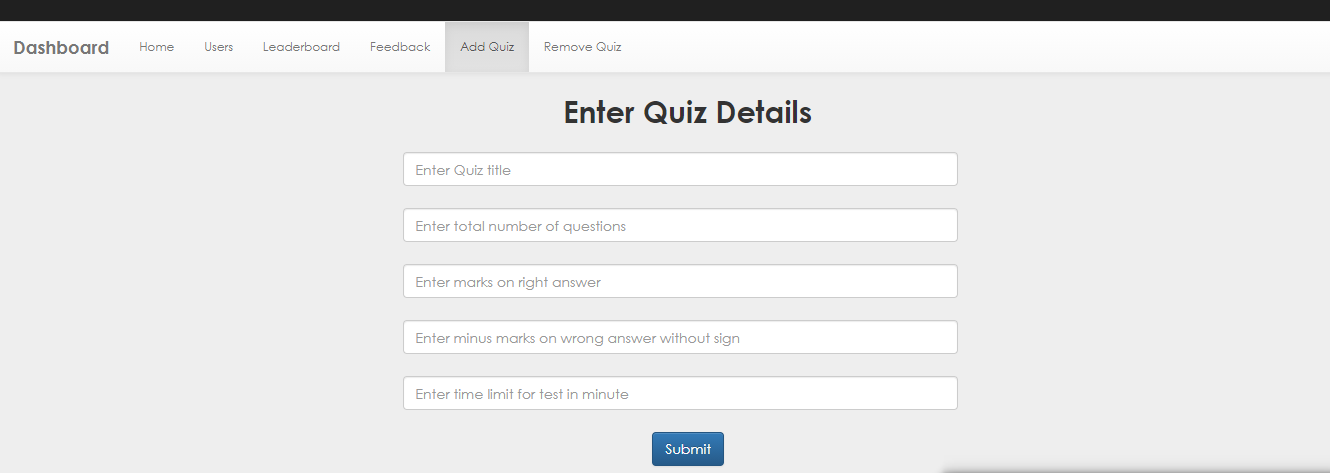 Dashboard Home Users Leaderboard Feedback Add Quiz Remove Quiz
Enter Quiz Details
Enter Quiz title
Enter total number of questions
Enter marks on right answer
Enter minus marks on wrong answer without sign
Enter time limit for test in minute
Submit